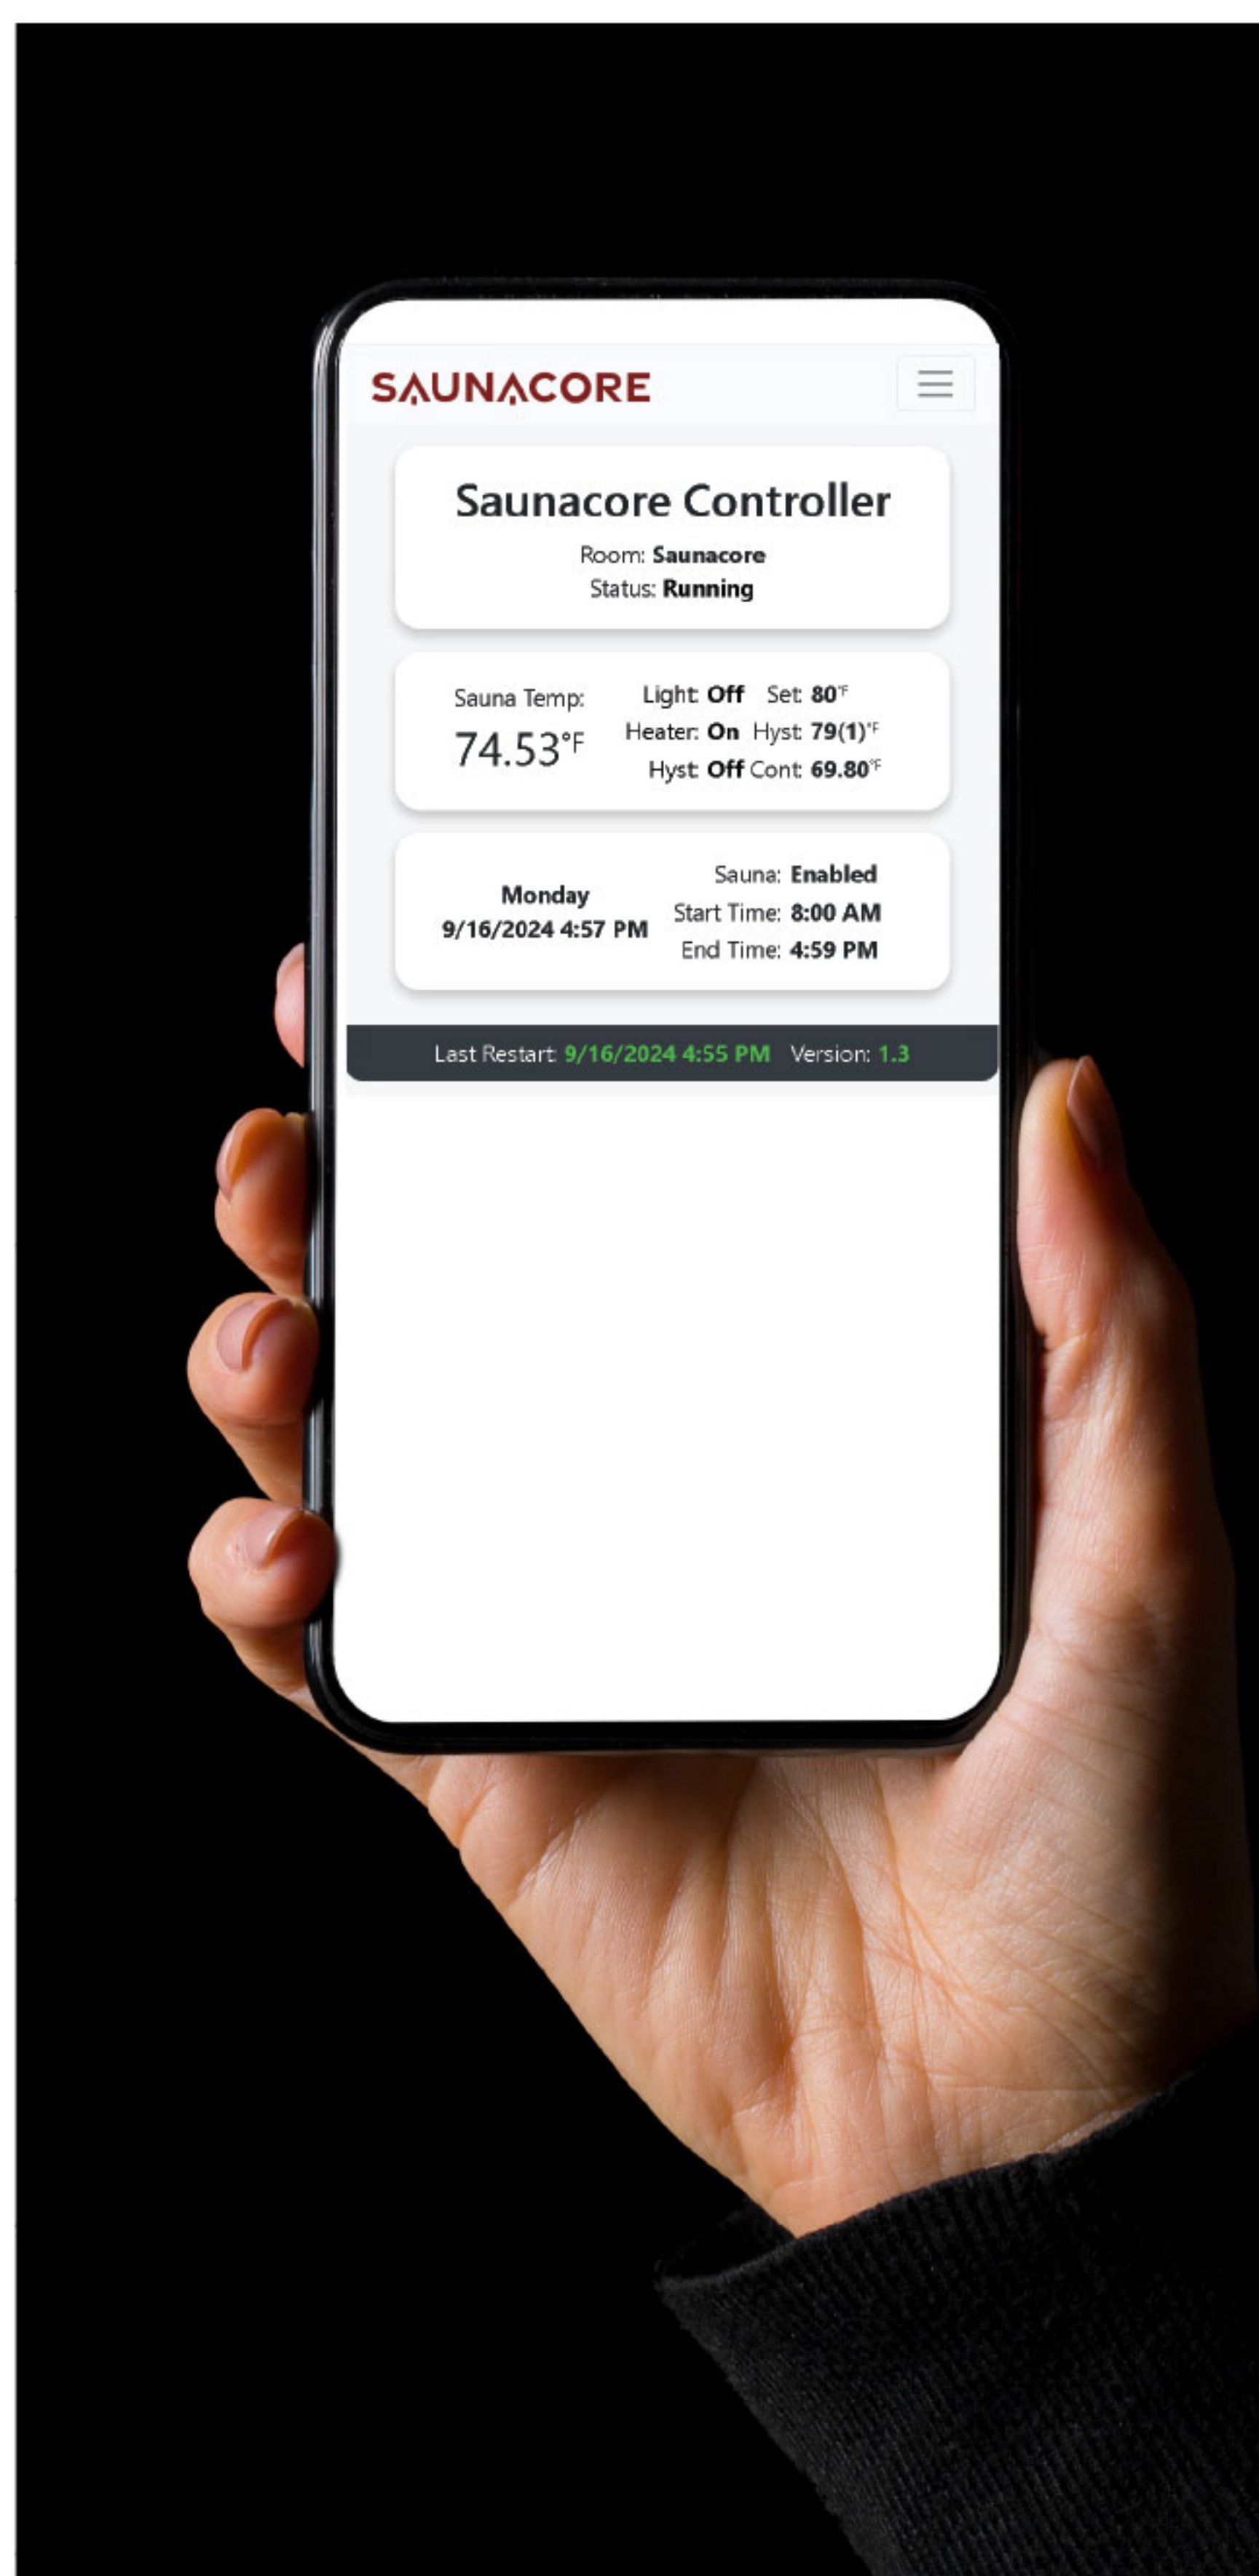 SAUNACORE
Saunacore Controller
Room: Saunacore
Status: Running
Sauna Temp:
74.53°F
Light: Off Set: 80°F
Heater: On Hyst: 79(1)°F
Hyst: Off Cont: 69.80°F
Monday
9/16/2024 4:57 PM
Sauna: Enabled
Start Time: 8:00 AM
End Time: 4:59 PM
Last Restart: 9/16/2024 4:55 PM Version: 1.3